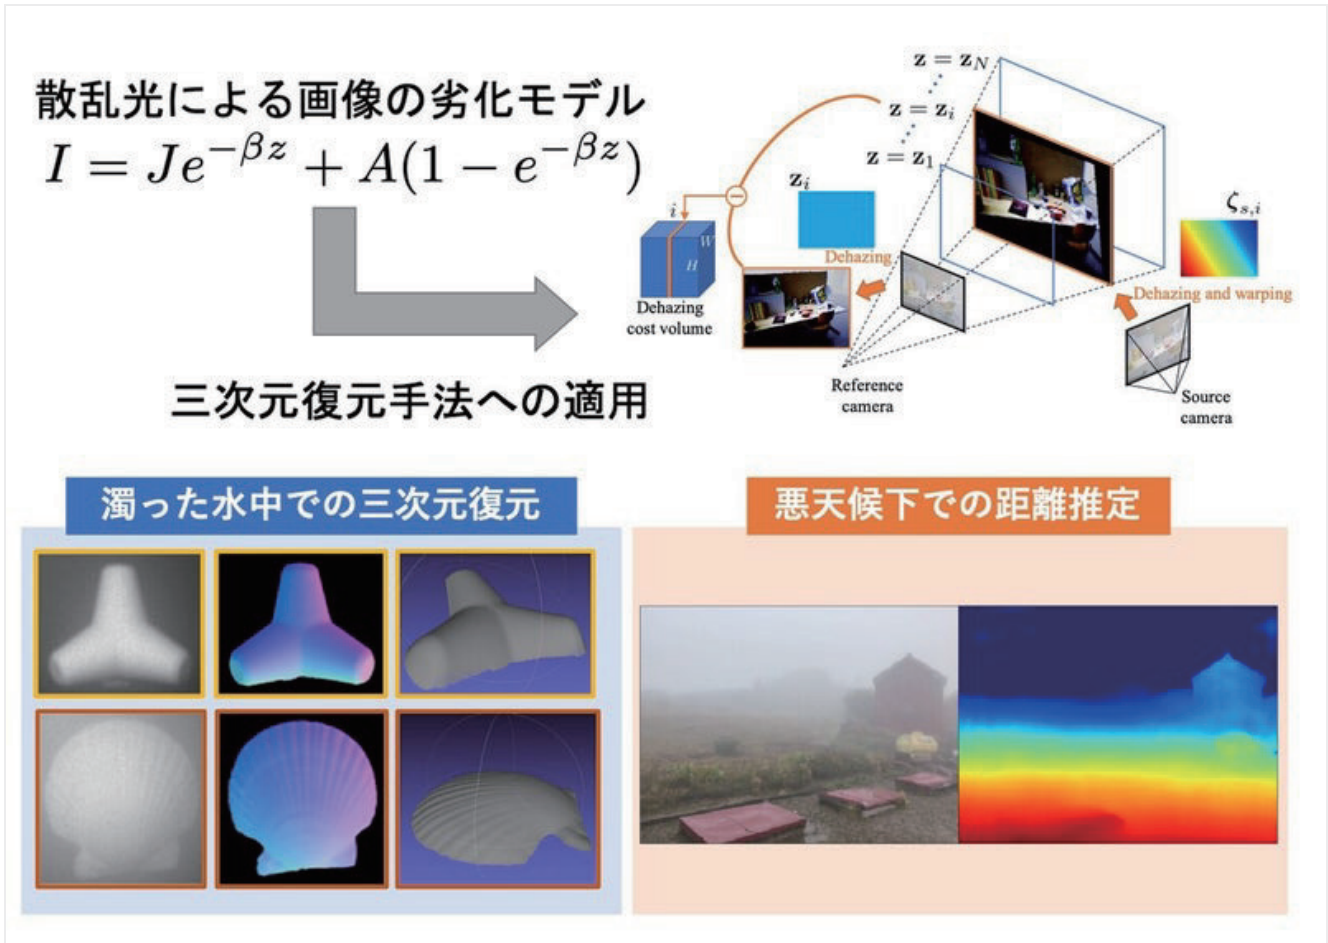 散乱光による画像の劣化モデル
I = Je^{-βz} + A(1 − e^{-βz})
三次元復元手法への適用
z = z_N
z = z_i
z = z_1
z_i
ζ_{s,i}
i
W
H
Dehazing
Dehazing and warping
Dehazing
cost volume
Reference
camera
Source
camera
濁った水中での三次元復元
悪天候下での距離推定